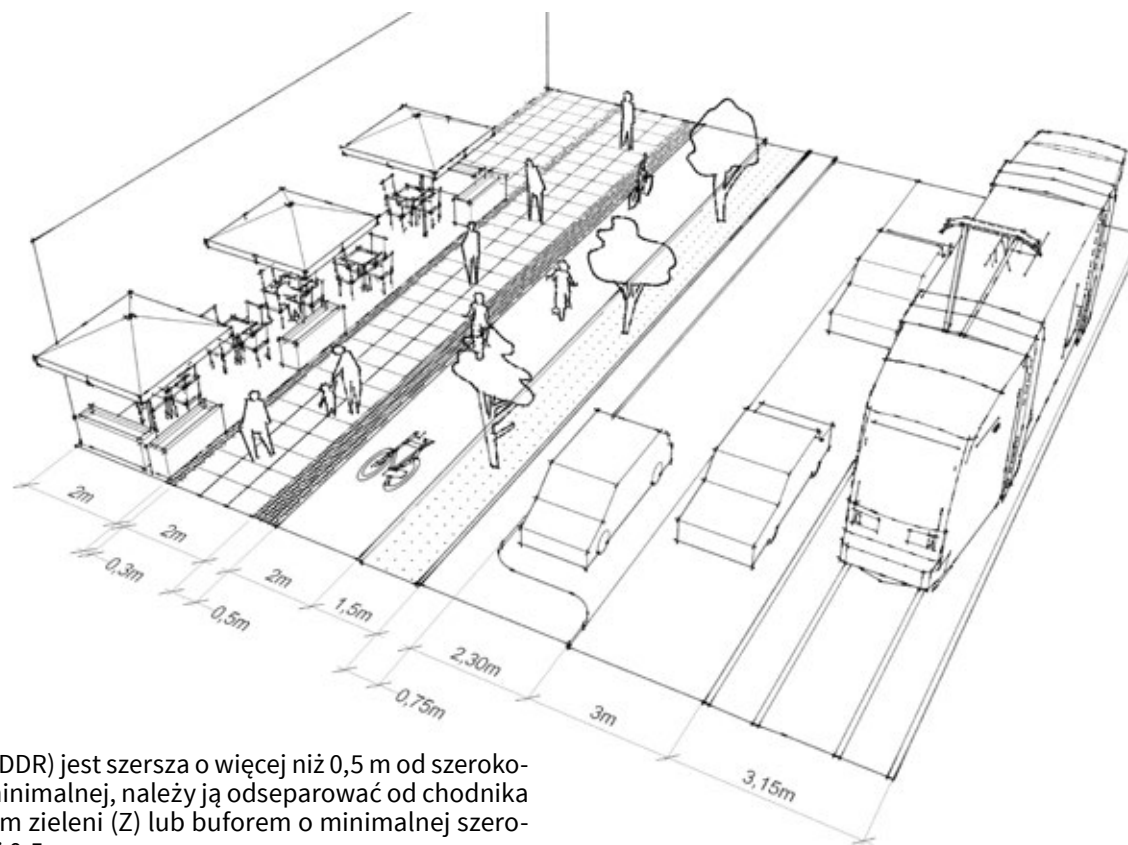 2m
0,3m
2m
0,5m
2m
1,5m
0,75m
2,30m
3m
3,15m
DDR) jest szersza o więcej niż 0,5 m od szeroko-
minimalnej, należy ją odseparować od chodnika
m zieleni (Z) lub buforem o minimalnej szero-